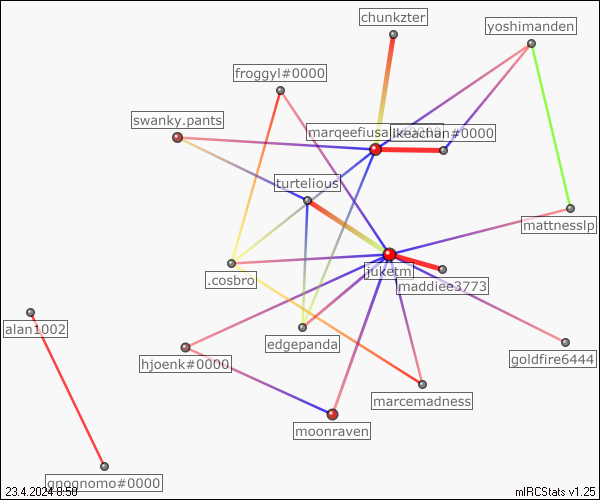 chunkzter
yoshimanden
froggyl#0000
swanky.pants
marqeefiusa
ikeachan#0000
turtelious
mattnesslp
juketm
.cosbro
maddiee3773
alan1002
edgepanda
hjoenk#0000
goldfire6444
marcemadness
moonraven
gnognomo#0000
23.4.2024 8:50
mIRCStats v1.25